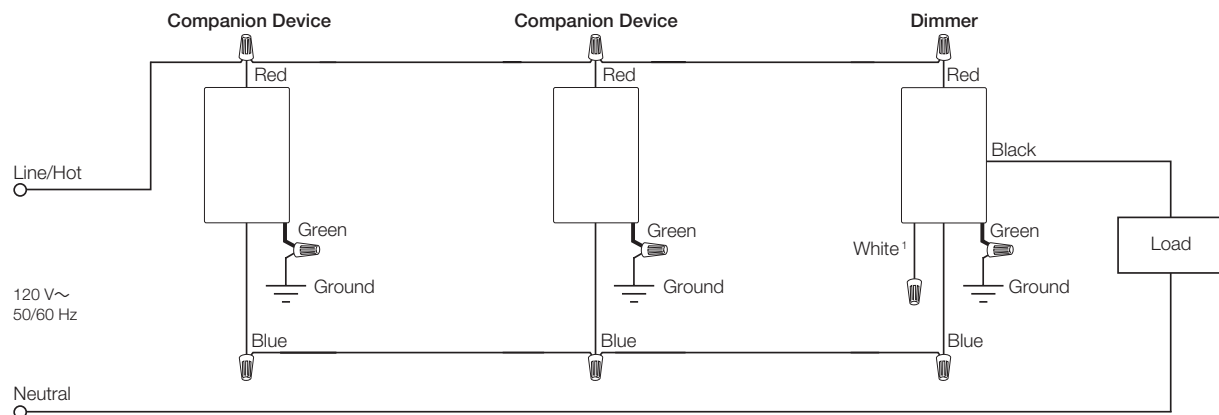 Companion Device
Companion Device
Dimmer
Red
Red
Red
Black
Line/Hot
Green
Green
White¹
Green
Load
Ground
Ground
Ground
120 V~
50/60 Hz
Blue
Blue
Blue
Neutral